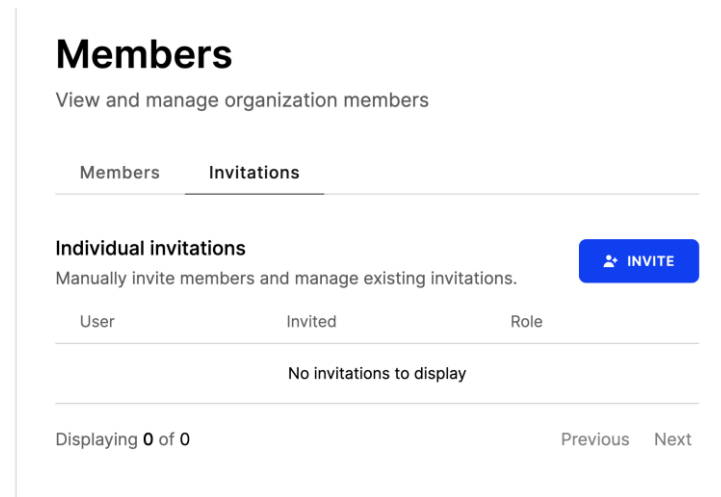 Members
View and manage organization members
Members Invitations
Individual invitations
INVITE
Manually invite members and manage existing invitations.
User Invited Role
No invitations to display
Displaying 0 of 0 Previous Next